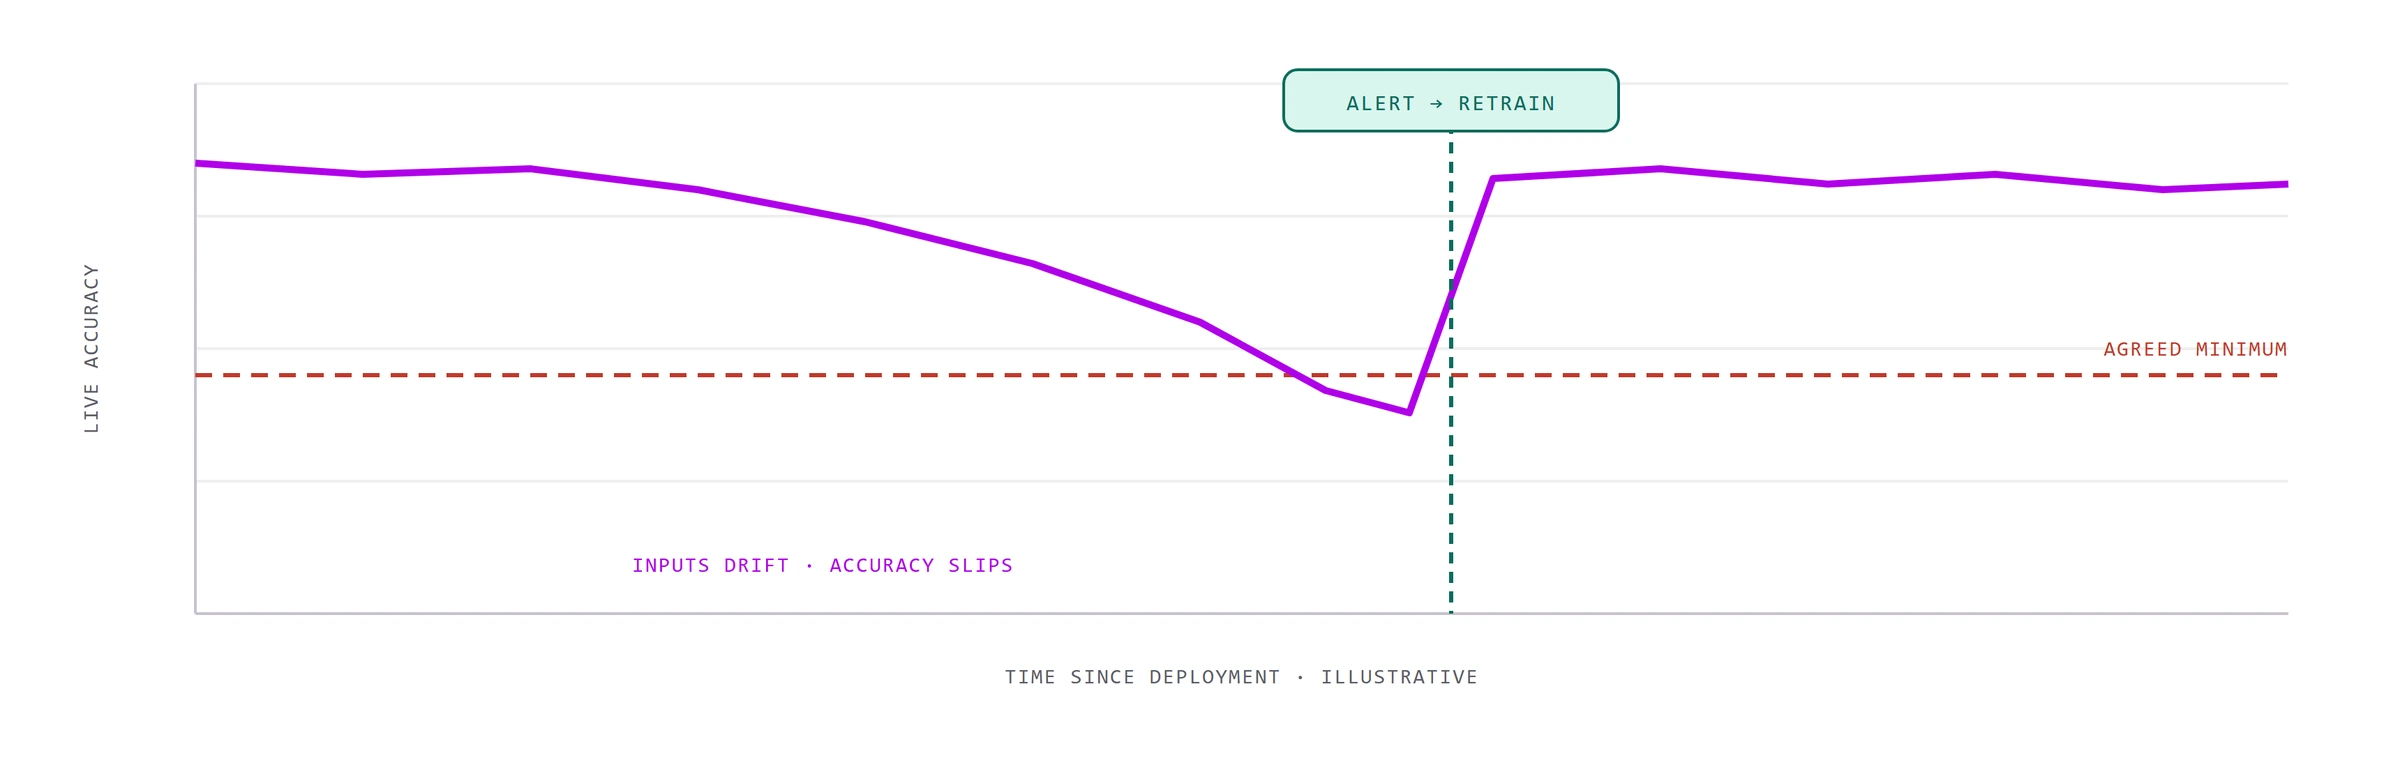 ALERT → RETRAIN
LIVE ACCURACY
AGREED MINIMUM
INPUTS DRIFT · ACCURACY SLIPS
TIME SINCE DEPLOYMENT · ILLUSTRATIVE